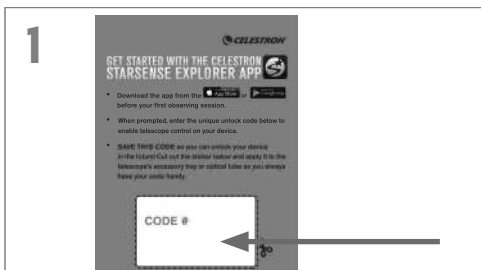 1
CELESTRON
GET STARTED WITH THE CELESTRON
STARSENSE EXPLORER APP
• Download the app from the App Store or Google Play
before your first observing session.
• When prompted, enter the unique unlock code below to
enable telescope control on your device.
• SAVE THIS CODE so you can unlock your device
in the future! Cut out the sticker below and apply it to the
telescope's accessory tray or optical tube so you always
have your code handy.
CODE #